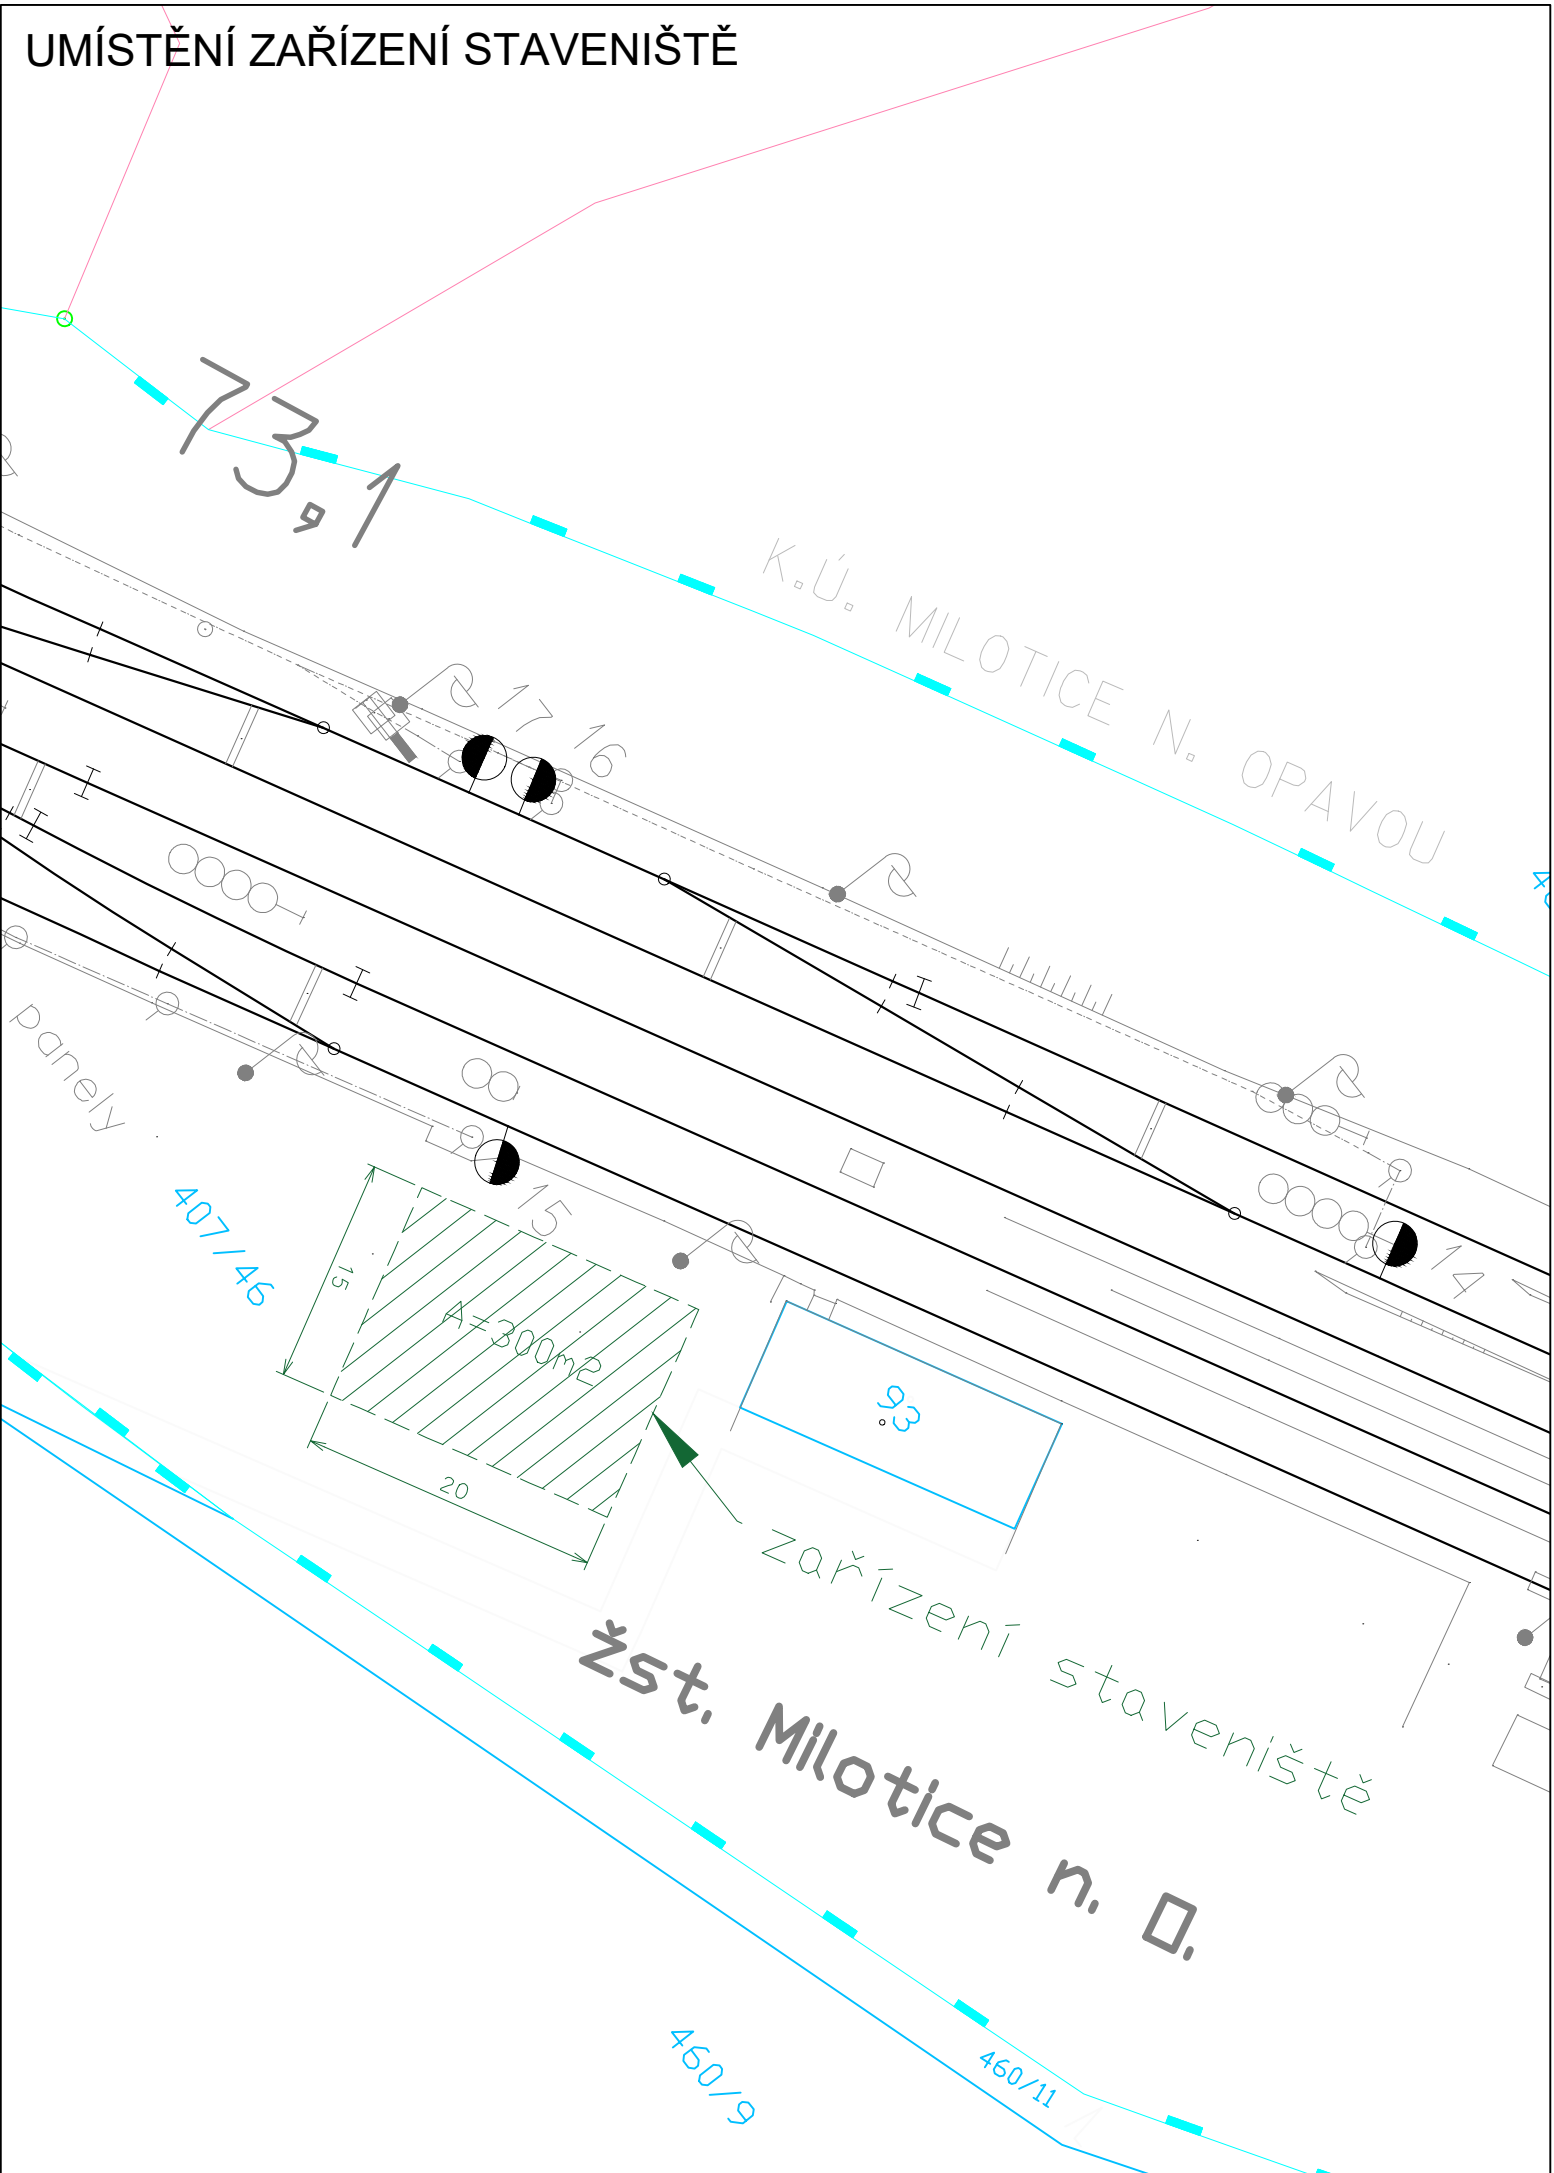 UMÍSTĚNÍ ZAŘÍZENÍ STAVENIŠTĚ
73,1
K.Ú. MILOTICE N. OPAVOU
17
16
panely
407/46
15
15
A=300m2
20
93
14
zařízení staveniště
žst. Milotice n. O.
460/9
460/11